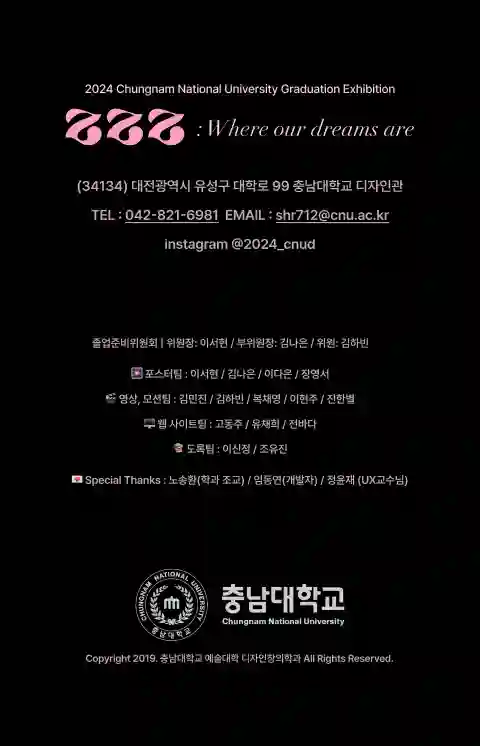 2024 Chungnam National University Graduation Exhibition
ZZZ : Where our dreams are
(34134) 대전광역시 유성구 대학로 99 충남대학교 디자인관
TEL : 042-821-6981 EMAIL : shr712@cnu.ac.kr
instagram @2024_cnud
졸업준비위원회 | 위원장: 이서현 / 부위원장: 김나은 / 위원: 김하빈
포스터팀 : 이서현 / 김나은 / 이다은 / 장영서
영상, 모션팀 : 김민진 / 김하빈 / 복채영 / 이현주 / 진한별
웹 사이트팀 : 고동주 / 유채희 / 전바다
도록팀 : 이신정 / 조유진
Special Thanks : 노송환(학과 조교) / 임동연(개발자) / 정윤재 (UX교수님)
CHUNGNAM NATIONAL UNIVERSITY
충남대학교
충남대학교
Chungnam National University
Copyright 2019. 충남대학교 예술대학 디자인창의학과 All Rights Reserved.